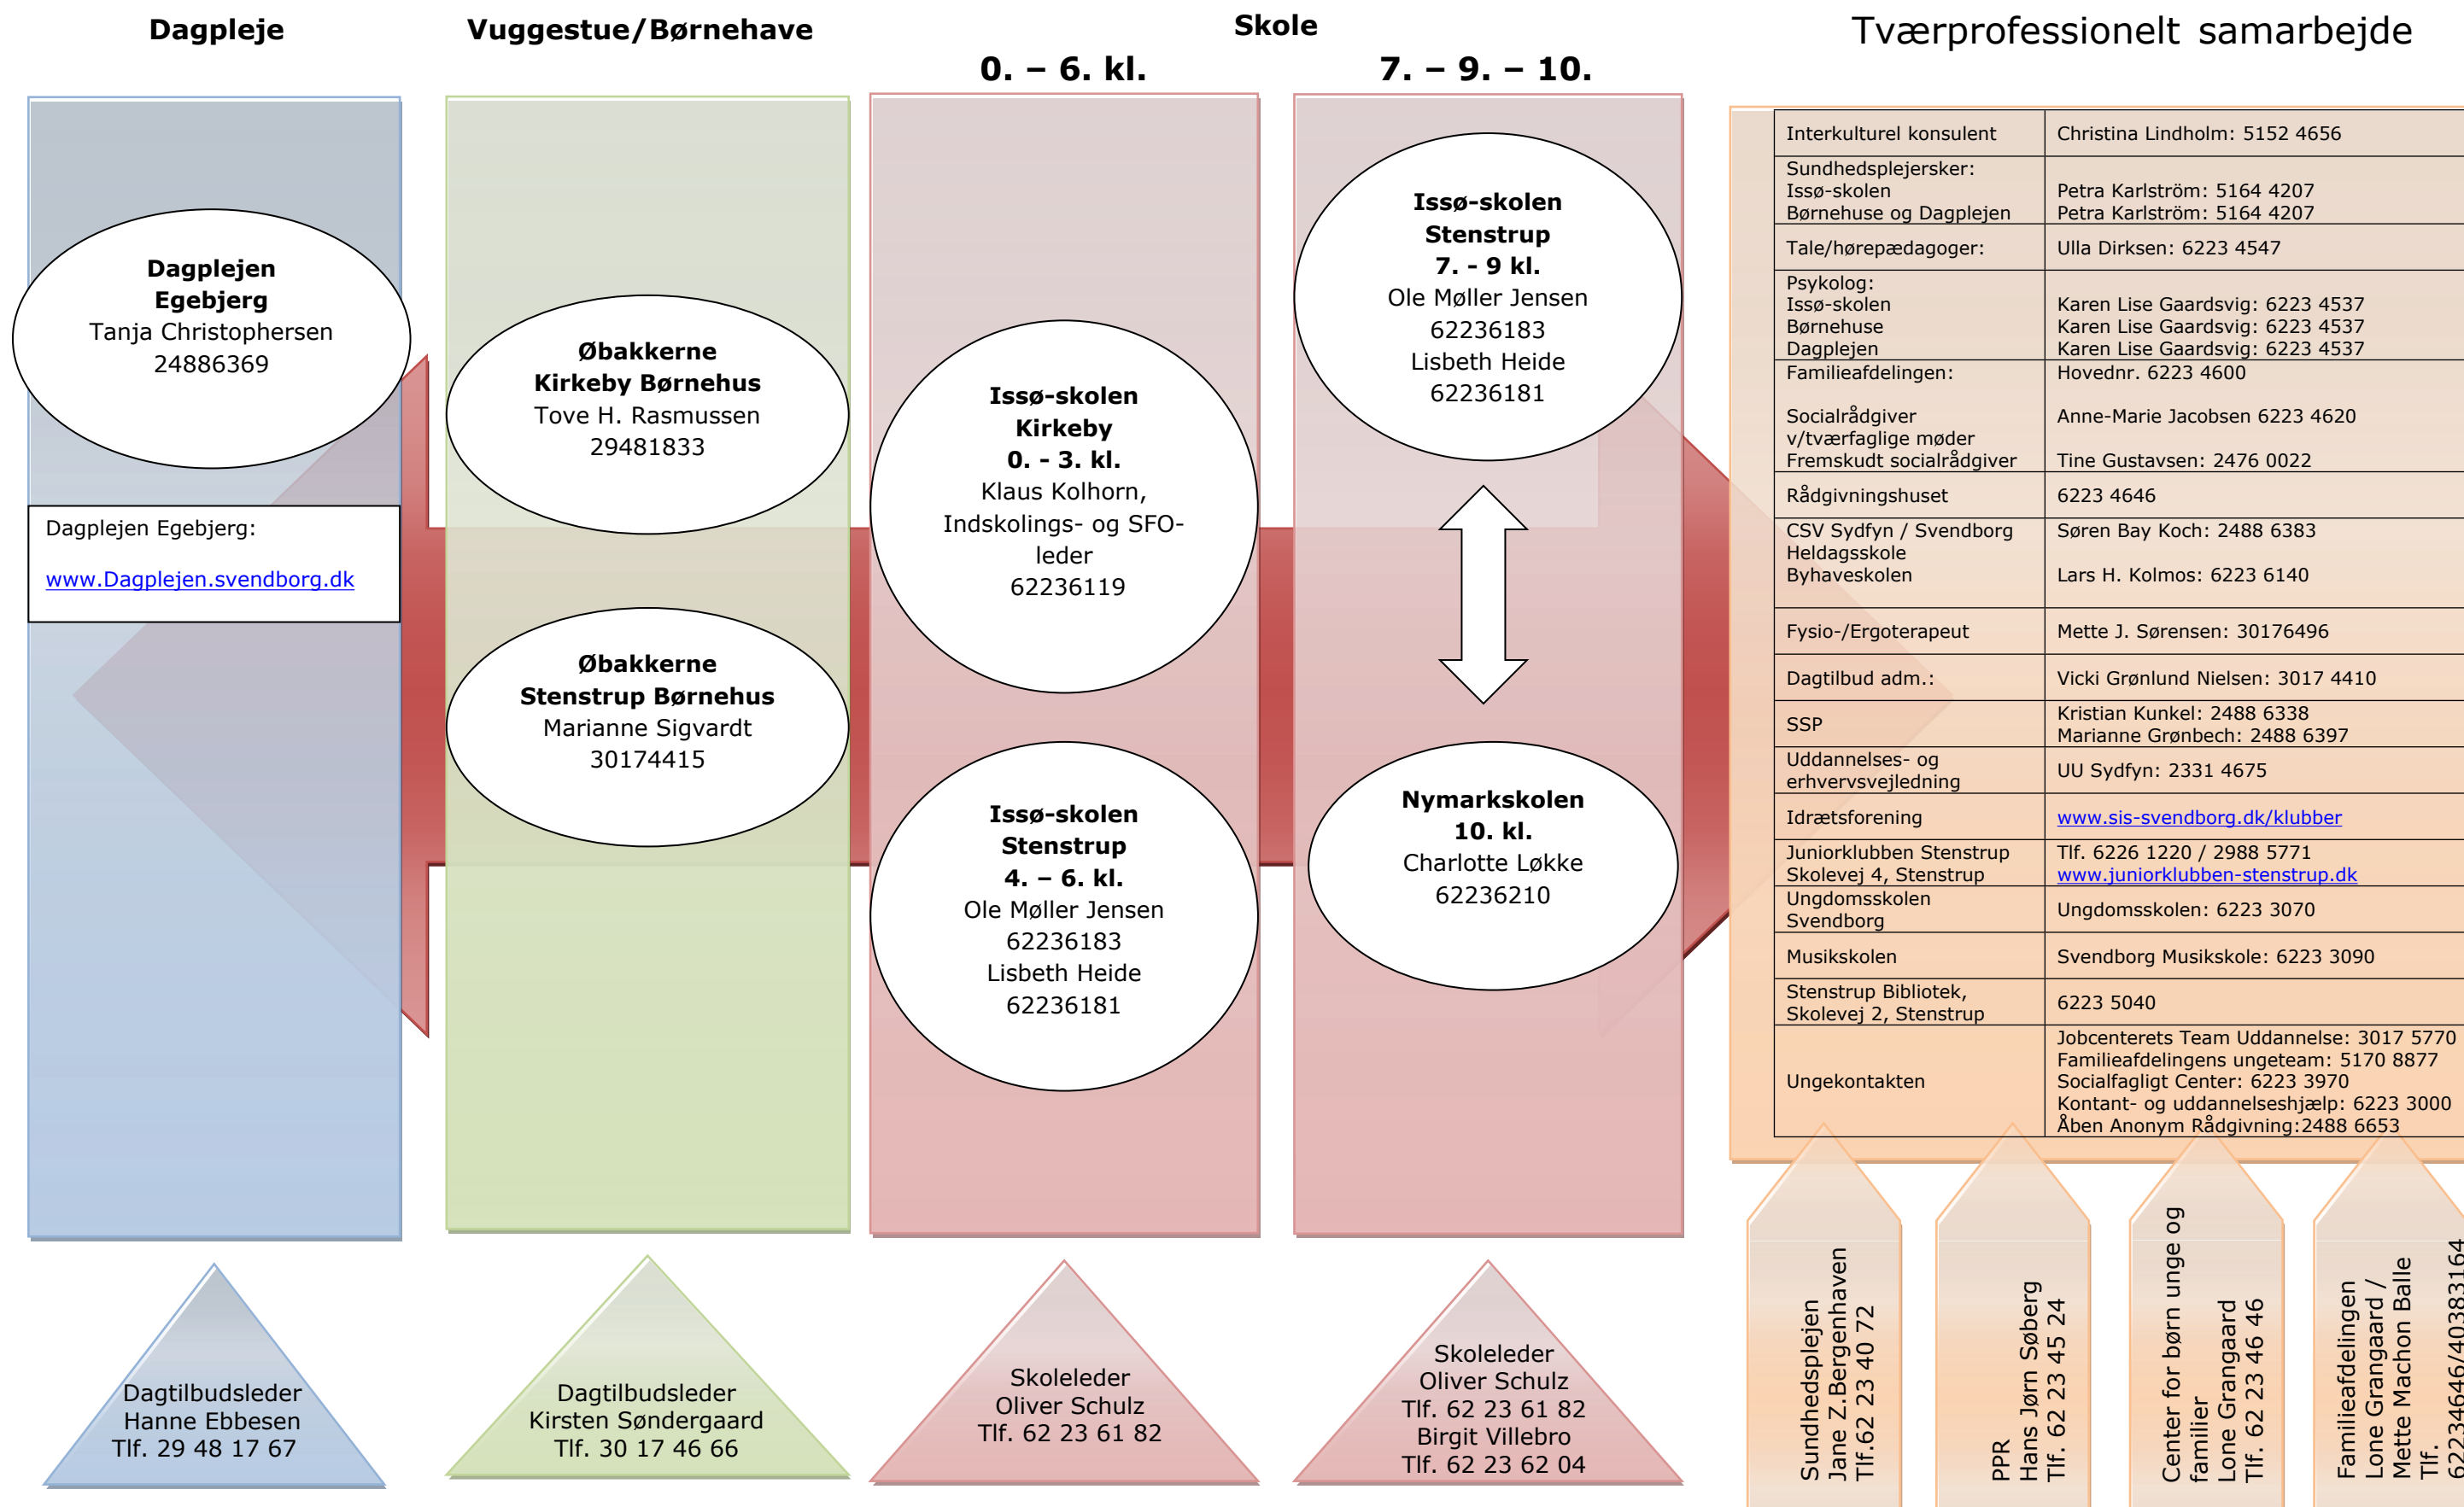 Dagpleje
Vuggestue/Børnehave
Skole
0. – 6. kl.
7. – 9. – 10.
Tværprofessionelt samarbejde
Dagplejen
Egebjerg
Tanja Christophersen
24886369
Dagplejen Egebjerg:
www.Dagplejen.svendborg.dk
Øbakkerne
Kirkeby Børnehus
Tove H. Rasmussen
29481833
Øbakkerne
Stenstrup Børnehus
Marianne Sigvardt
30174415
Issø-skolen
Kirkeby
0. - 3. kl.
Klaus Kolhorn,
Indskolings- og SFO-
leder
62236119
Issø-skolen
Stenstrup
4. – 6. kl.
Ole Møller Jensen
62236183
Lisbeth Heide
62236181
Issø-skolen
Stenstrup
7. - 9 kl.
Ole Møller Jensen
62236183
Lisbeth Heide
62236181
Nymarkskolen
10. kl.
Charlotte Løkke
62236210
Interkulturel konsulent Christina Lindholm: 5152 4656
Sundhedsplejersker:
Issø-skolen Petra Karlström: 5164 4207
Børnehuse og Dagplejen Petra Karlström: 5164 4207
Tale/hørepædagoger: Ulla Dirksen: 6223 4547
Psykolog:
Issø-skolen Karen Lise Gaardsvig: 6223 4537
Børnehuse Karen Lise Gaardsvig: 6223 4537
Dagplejen Karen Lise Gaardsvig: 6223 4537
Familieafdelingen: Hovednr. 6223 4600
Socialrådgiver Anne-Marie Jacobsen 6223 4620
v/tværfaglige møder
Fremskudt socialrådgiver Tine Gustavsen: 2476 0022
Rådgivningshuset 6223 4646
CSV Sydfyn / Svendborg Søren Bay Koch: 2488 6383
Heldagsskole
Byhaveskolen Lars H. Kolmos: 6223 6140
Fysio-/Ergoterapeut Mette J. Sørensen: 30176496
Dagtilbud adm.: Vicki Grønlund Nielsen: 3017 4410
SSP
Kristian Kunkel: 2488 6338
Marianne Grønbech: 2488 6397
Uddannelses- og
erhvervsvejledning
UU Sydfyn: 2331 4675
Idrætsforening www.sis-svendborg.dk/klubber
Juniorklubben Stenstrup Tlf. 6226 1220 / 2988 5771
Skolevej 4, Stenstrup www.juniorklubben-stenstrup.dk
Ungdomsskolen
Svendborg
Ungdomsskolen: 6223 3070
Musikskolen Svendborg Musikskole: 6223 3090
Stenstrup Bibliotek,
Skolevej 2, Stenstrup
6223 5040
Ungekontakten
Jobcenterets Team Uddannelse: 3017 5770
Familieafdelingens ungeteam: 5170 8877
Socialfagligt Center: 6223 3970
Kontant- og uddannelseshjælp: 6223 3000
Åben Anonym Rådgivning:2488 6653
Dagtilbudsleder
Hanne Ebbesen
Tlf. 29 48 17 67
Dagtilbudsleder
Kirsten Søndergaard
Tlf. 30 17 46 66
Skoleleder
Oliver Schulz
Tlf. 62 23 61 82
Skoleleder
Oliver Schulz
Tlf. 62 23 61 82
Birgit Villebro
Tlf. 62 23 62 04
Sundhedsplejen
Jane Z.Bergenhaven
Tlf.62 23 40 72
PPR
Hans Jørn Søberg
Tlf. 62 23 45 24
Center for børn unge og
familier
Lone Grangaard
Tlf. 62 23 46 46
Familieafdelingen
Lone Grangaard /
Mette Machon Balle
Tlf.
62234646/40383164